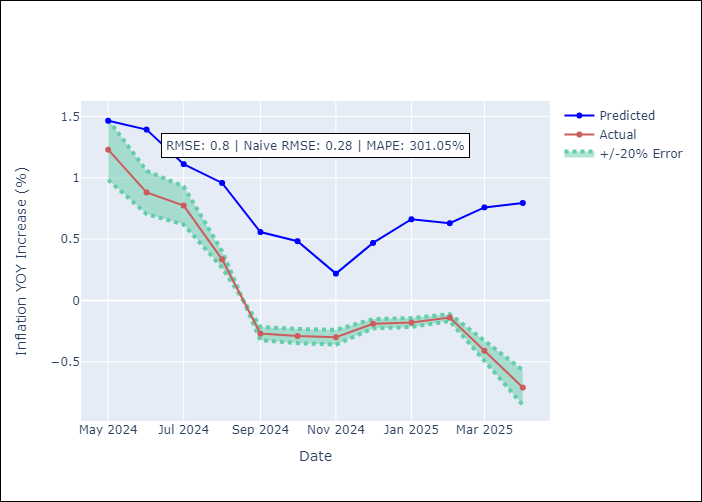 Predicted
Actual
+/-20% Error
RMSE: 0.8 | Naive RMSE: 0.28 | MAPE: 301.05%
Inflation YOY Increase (%)
1.5
1
0.5
0
−0.5
May 2024
Jul 2024
Sep 2024
Nov 2024
Jan 2025
Mar 2025
Date